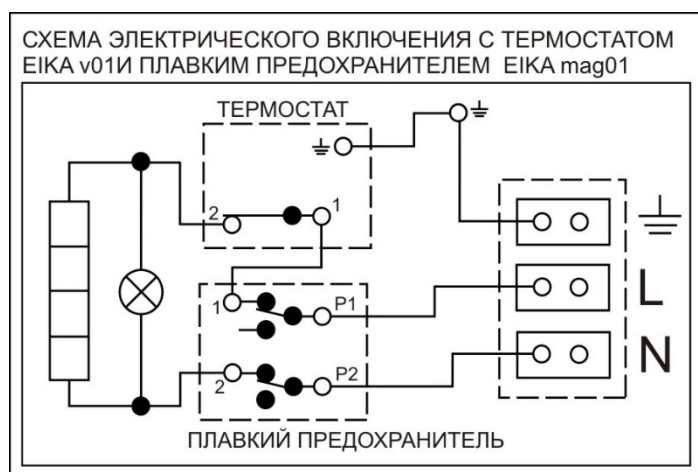 СХЕМА ЭЛЕКТРИЧЕСКОГО ВКЛЮЧЕНИЯ С ТЕРМОСТАТОМ
EIKA v01И ПЛАВКИМ ПРЕДОХРАНИТЕЛЕМ EIKA mag01
ТЕРМОСТАТ
2
1
1
P1
L
2
P2
N
ПЛАВКИЙ ПРЕДОХРАНИТЕЛЬ